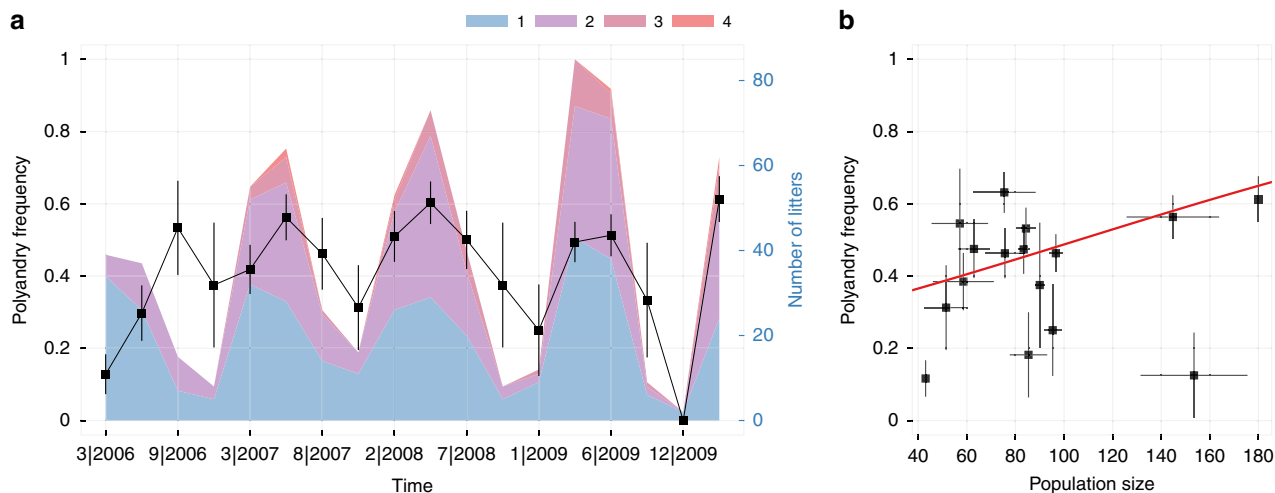 a
1 2 3 4
Polyandry frequency
1
0.8
0.6
0.4
0.2
0
80
60
40
20
0
Number of litters
3|2006 9|2006 3|2007 8|2007 2|2008 7|2008 1|2009 6|2009 12|2009
Time
b
Polyandry frequency
1
0.8
0.6
0.4
0.2
0
40 60 80 100 120 140 160 180
Population size